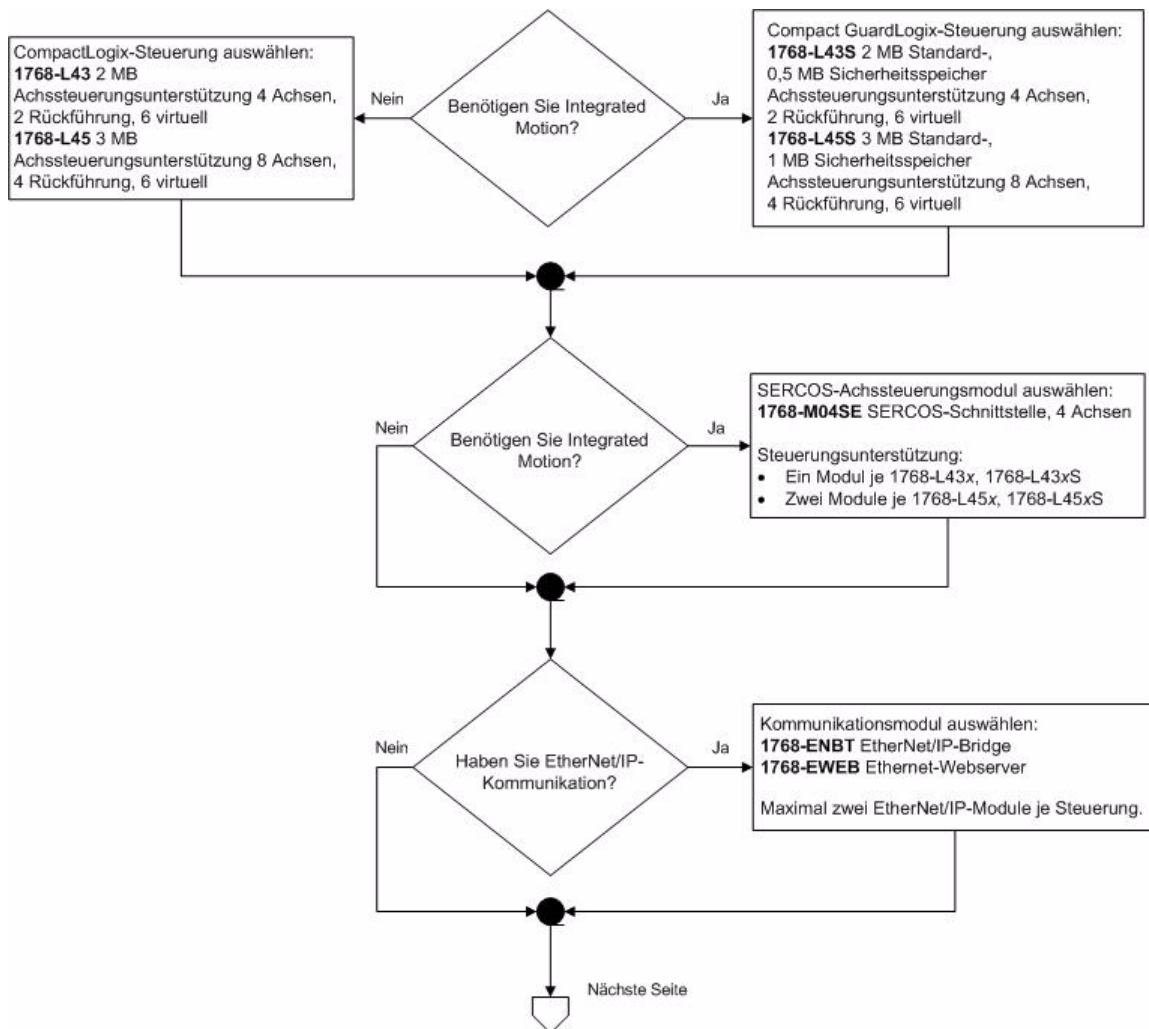 CompactLogix-Steuerung auswählen:
1768-L43 2 MB
Achssteuerungsunterstützung 4 Achsen,
2 Rückführung, 6 virtuell
1768-L45 3 MB
Achssteuerungsunterstützung 8 Achsen,
4 Rückführung, 6 virtuell
Nein
Benötigen Sie Integrated
Motion?
Ja
Compact GuardLogix-Steuerung auswählen:
1768-L43S 2 MB Standard-,
0,5 MB Sicherheitsspeicher
Achssteuerungsunterstützung 4 Achsen,
2 Rückführung, 6 virtuell
1768-L45S 3 MB Standard-,
1 MB Sicherheitsspeicher
Achssteuerungsunterstützung 8 Achsen,
4 Rückführung, 6 virtuell
Nein
Benötigen Sie Integrated
Motion?
Ja
SERCOS-Achssteuerungsmodul auswählen:
1768-M04SE SERCOS-Schnittstelle, 4 Achsen
Steuerungsunterstützung:
• Ein Modul je 1768-L43x, 1768-L43xS
• Zwei Module je 1768-L45x, 1768-L45xS
Nein
Haben Sie EtherNet/IP-
Kommunikation?
Ja
Kommunikationsmodul auswählen:
1768-ENBT EtherNet/IP-Bridge
1768-EWEB Ethernet-Webserver
Maximal zwei EtherNet/IP-Module je Steuerung.
Nächste Seite